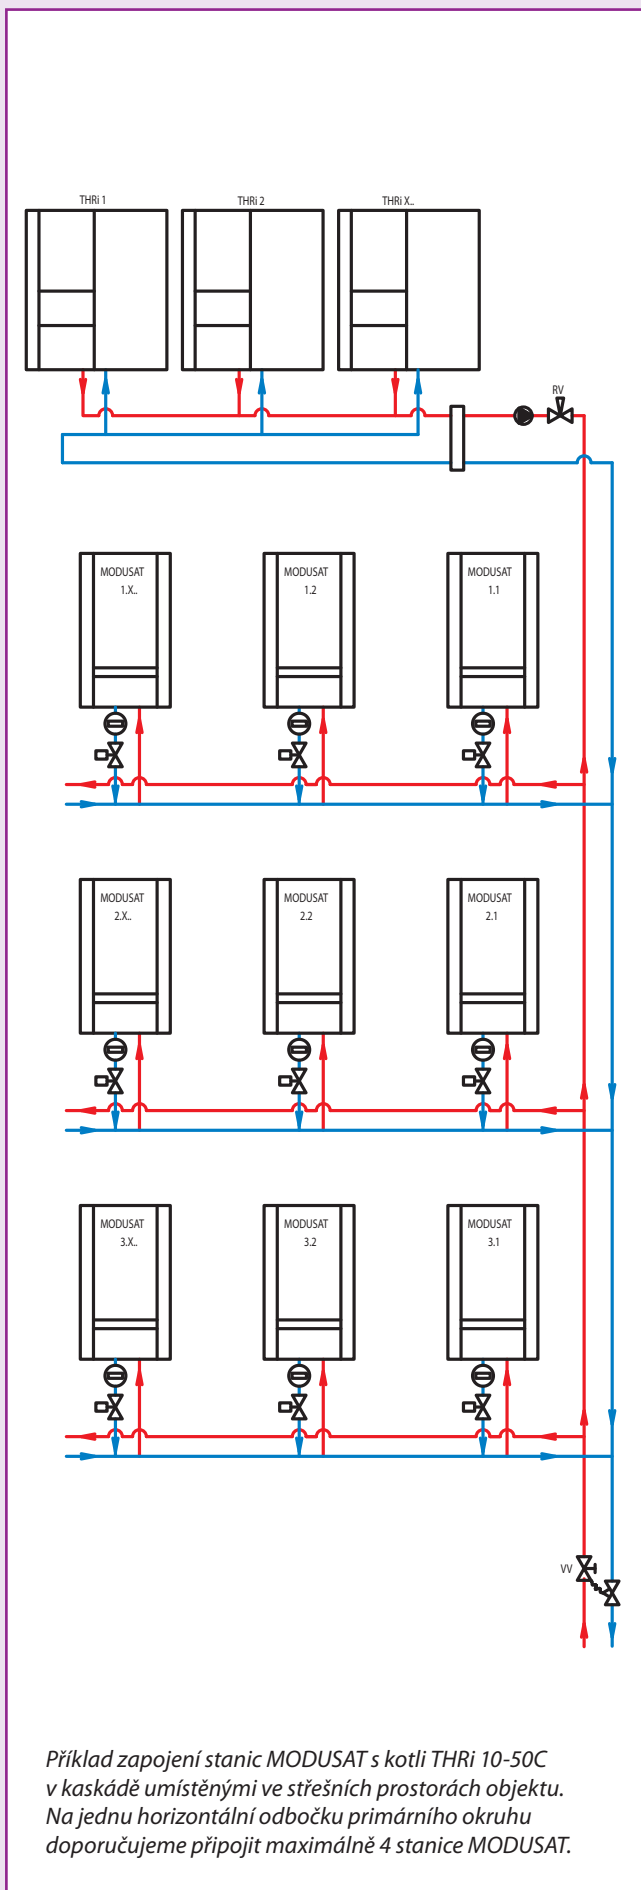 THRi 1 THRi 2 THRi X..
RV
MODUSAT MODUSAT MODUSAT
1.X.. 1.2 1.1
MODUSAT MODUSAT MODUSAT
2.X.. 2.2 2.1
MODUSAT MODUSAT MODUSAT
3.X.. 3.2 3.1
VV
Příklad zapojení stanic MODUSAT s kotli THRi 10-50C
v kaskádě umístěnými ve střešních prostorách objektu.
Na jednu horizontální odbočku primárního okruhu
doporučujeme připojit maximálně 4 stanice MODUSAT.